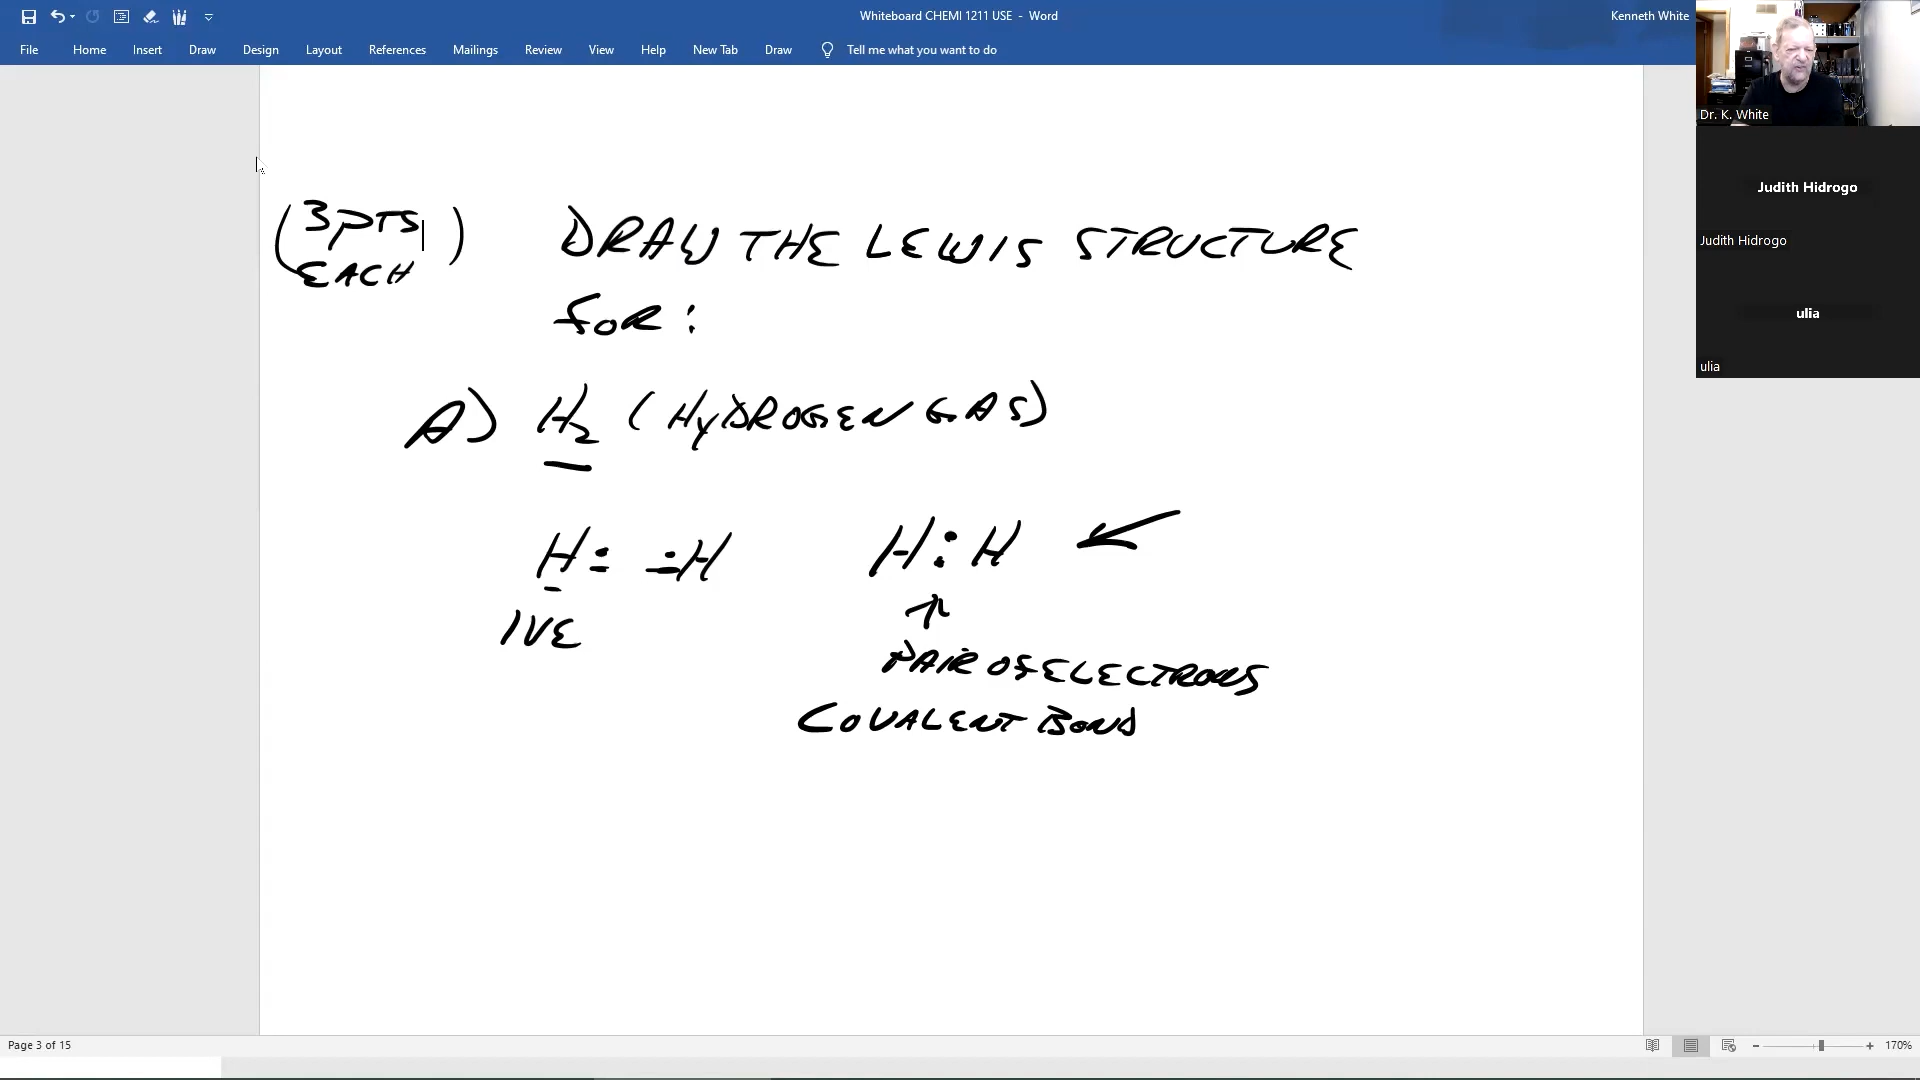 Whiteboard CHEMI 1211 USE - Word
Kenneth White
File Home Insert Draw Design Layout References Mailings Review View Help New Tab Draw Tell me what you want to do
Dr. K. White
Judith Hidrogo
Judith Hidrogo
ulia
ulia
(3 PTS EACH) DRAW THE LEWIS STRUCTURE
FOR:
A) H2 (HYDROGEN GAS)
H· ·H H:H
1VE
PAIR OF ELECTRONS
COVALENT BOND
Page 3 of 15
170%